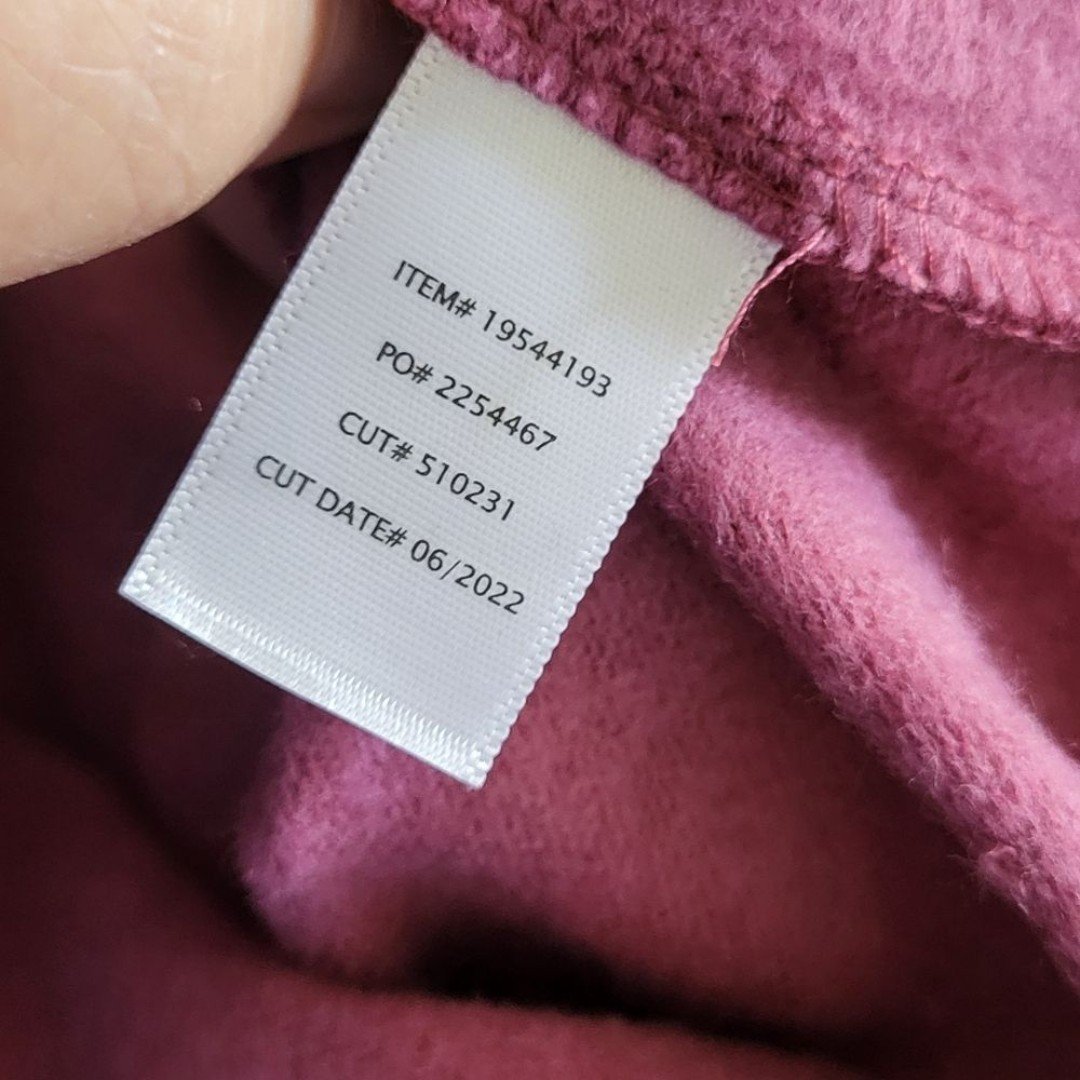 ITEM# 19544193
PO# 2254467
CUT# 510231
CUT DATE# 06/2022